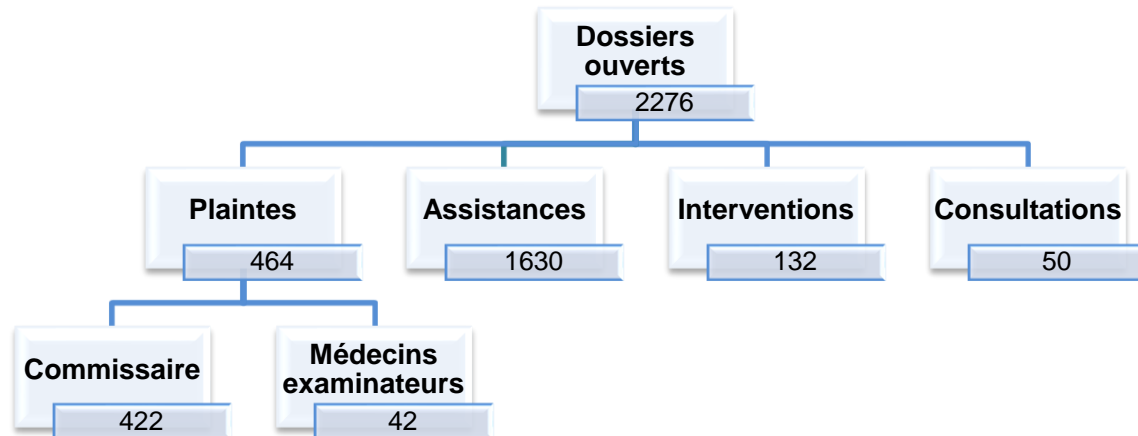 Dossiers
ouverts
2276
Plaintes
464
Assistances
1630
Interventions
132
Consultations
50
Commissaire
422
Médecins
examinateurs
42